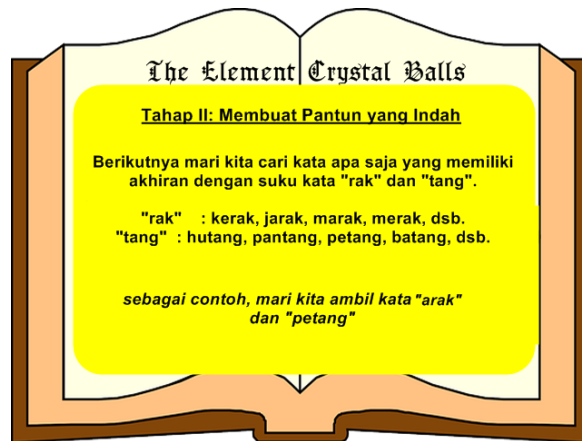 The Element Crystal Balls
Tahap II: Membuat Pantun yang Indah
Berikutnya mari kita cari kata apa saja yang memiliki
akhiran dengan suku kata "rak" dan "tang".
"rak" : kerak, jarak, marak, merak, dsb.
"tang" : hutang, pantang, petang, batang, dsb.
sebagai contoh, mari kita ambil kata "arak"
dan "petang"